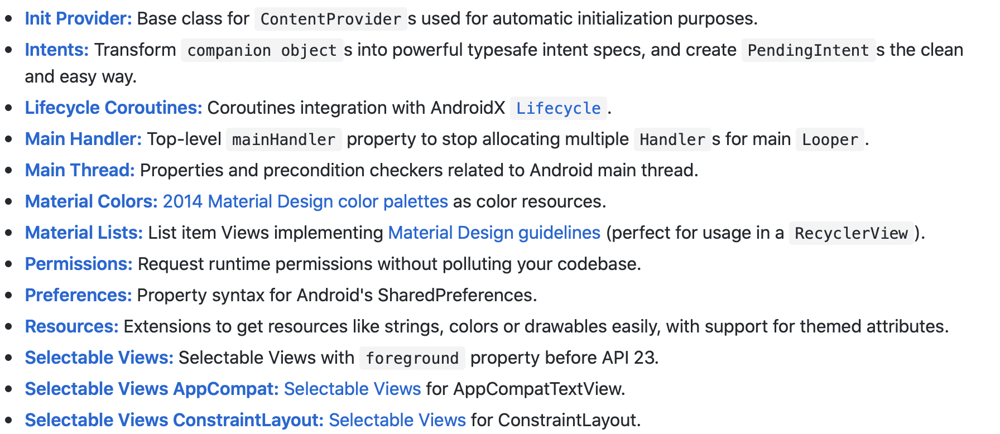 • Init Provider: Base class for ContentProvider s used for automatic initialization purposes.
• Intents: Transform companion object s into powerful typesafe intent specs, and create PendingIntent s the clean
and easy way.
• Lifecycle Coroutines: Coroutines integration with AndroidX Lifecycle .
• Main Handler: Top-level mainHandler property to stop allocating multiple Handler s for main Looper .
• Main Thread: Properties and precondition checkers related to Android main thread.
• Material Colors: 2014 Material Design color palettes as color resources.
• Material Lists: List item Views implementing Material Design guidelines (perfect for usage in a RecyclerView ).
• Permissions: Request runtime permissions without polluting your codebase.
• Preferences: Property syntax for Android's SharedPreferences.
• Resources: Extensions to get resources like strings, colors or drawables easily, with support for themed attributes.
• Selectable Views: Selectable Views with foreground property before API 23.
• Selectable Views AppCompat: Selectable Views for AppCompatTextView.
• Selectable Views ConstraintLayout: Selectable Views for ConstraintLayout.